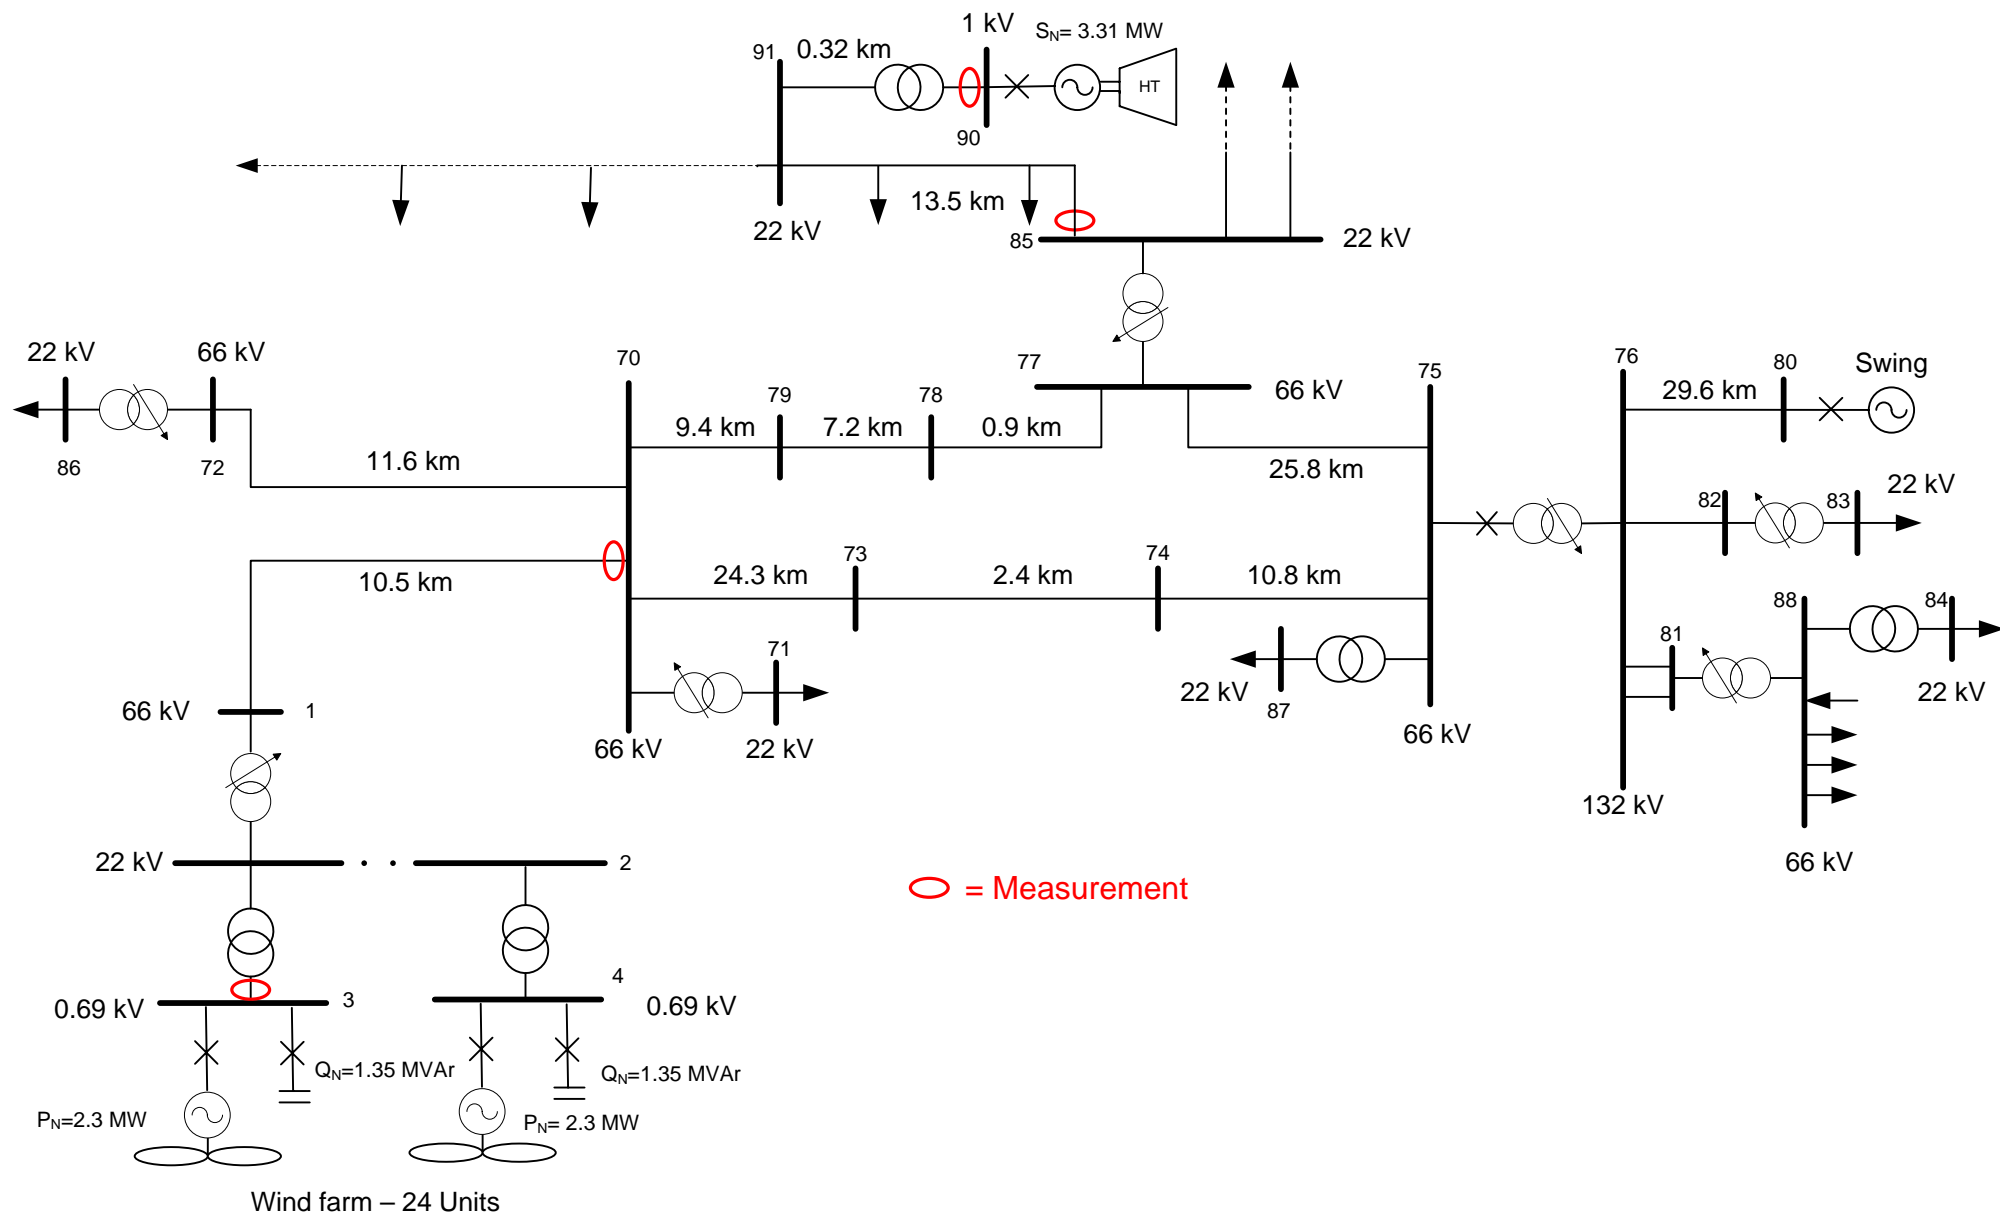 1 kV
S_N= 3.31 MW
91
0.32 km
HT
90
13.5 km
22 kV
85
22 kV
22 kV
66 kV
70
77
66 kV
75
76
80
Swing
29.6 km
79
78
9.4 km
7.2 km
0.9 km
86
72
11.6 km
25.8 km
82
83
22 kV
73
74
10.5 km
24.3 km
2.4 km
10.8 km
88
84
81
71
66 kV
1
22 kV
87
22 kV
66 kV
22 kV
66 kV
132 kV
22 kV
2
66 kV
= Measurement
4
0.69 kV
3
0.69 kV
Q_N=1.35 MVAr
Q_N=1.35 MVAr
P_N=2.3 MW
P_N= 2.3 MW
Wind farm – 24 Units